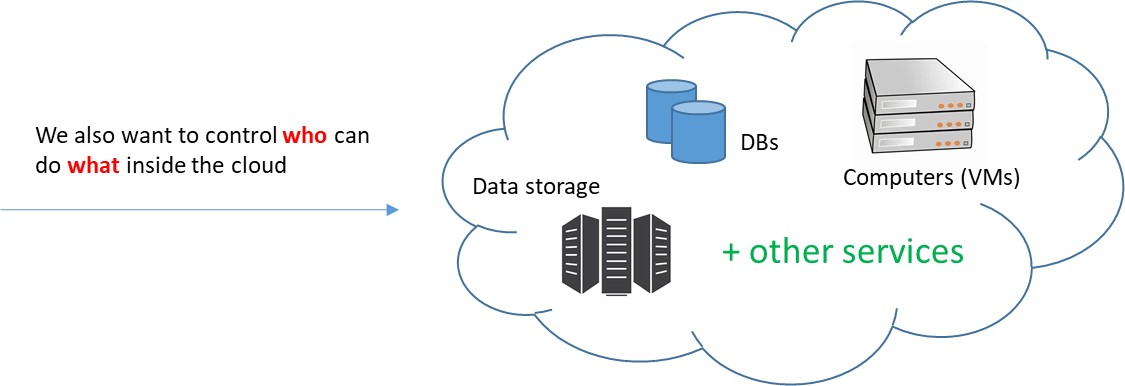 We also want to control who can
do what inside the cloud
DBs
Computers (VMs)
Data storage
+ other services